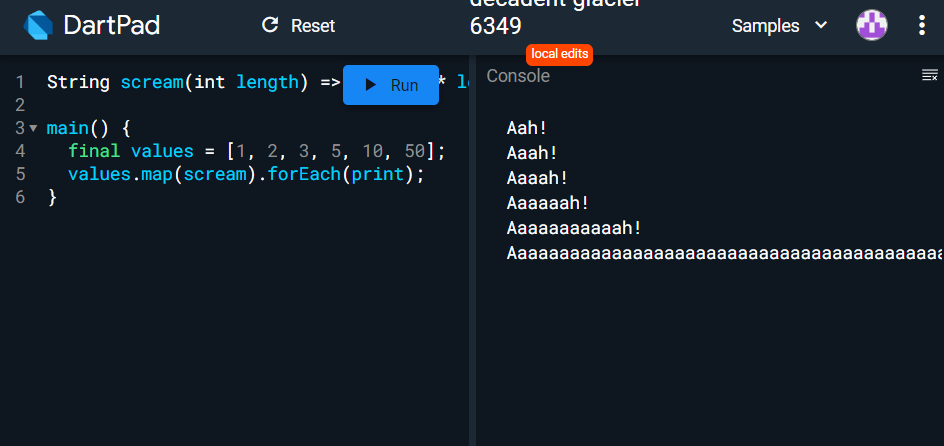 DartPad
Reset
decadent glacier
6349
local edits
Samples
1 String scream(int length) => * le
Run
2
3 main() {
4 final values = [1, 2, 3, 5, 10, 50];
5 values.map(scream).forEach(print);
6 }
Console
Aah!
Aaah!
Aaaah!
Aaaaaah!
Aaaaaaaaaaah!
Aaaaaaaaaaaaaaaaaaaaaaaaaaaaaaaaaaaaaaaaaa